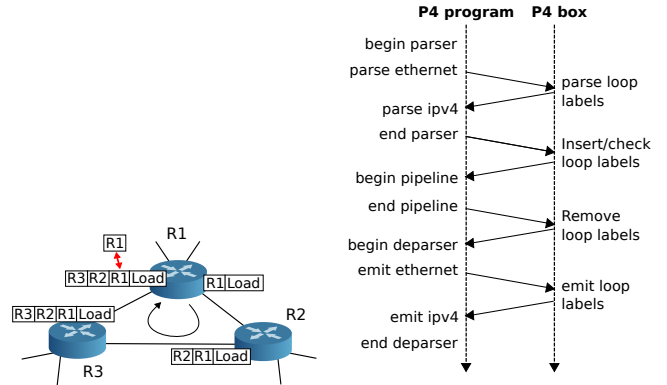 P4 program
P4 box
begin parser
parse ethernet
parse loop
labels
parse ipv4
end parser
Insert/check
loop labels
begin pipeline
end pipeline
Remove
loop labels
begin deparser
emit ethernet
emit loop
labels
emit ipv4
end deparser
R1
R1
R3 R2 R1 Load
R1 Load
R3 R2 R1 Load
R2
R2 R1 Load
R3